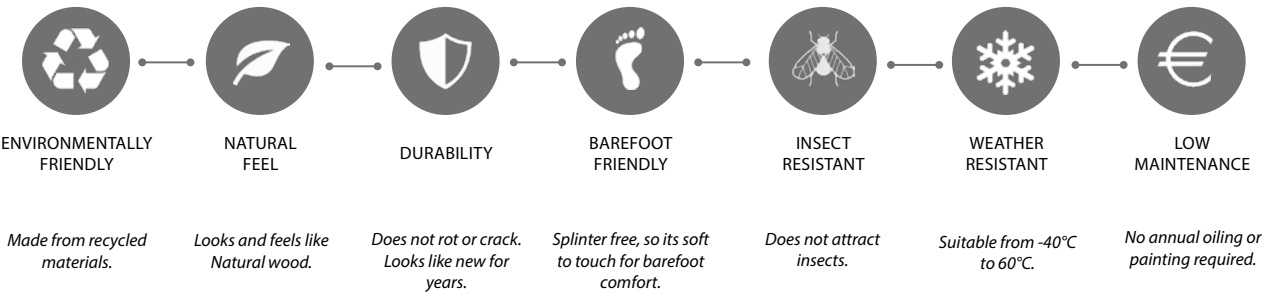 ENVIRONMENTALLY
FRIENDLY
Made from recycled
materials.
NATURAL
FEEL
Looks and feels like
Natural wood.
DURABILITY
Does not rot or crack.
Looks like new for
years.
BAREFOOT
FRIENDLY
Splinter free, so its soft
to touch for barefoot
comfort.
INSECT
RESISTANT
Does not attract
insects.
WEATHER
RESISTANT
Suitable from -40°C
to 60°C.
€
LOW
MAINTENANCE
No annual oiling or
painting required.